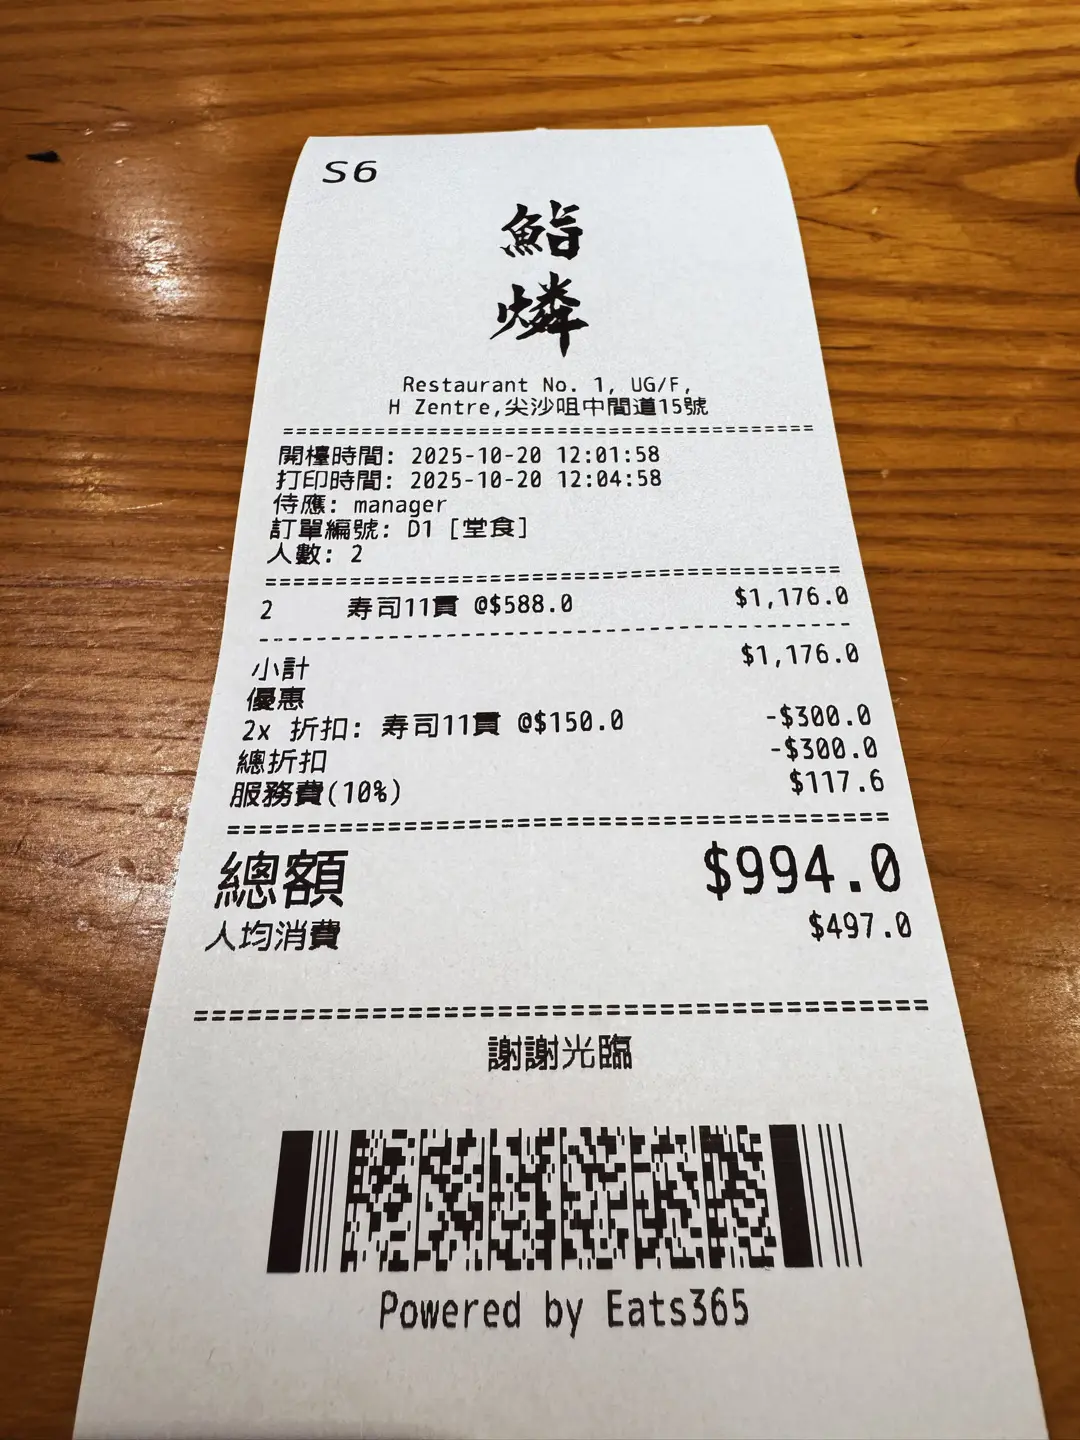 S6
鮨
燐
Restaurant No. 1, UG/F,
H Zentre,尖沙咀中間道15號
開檯時間: 2025-10-20 12:01:58
打印時間: 2025-10-20 12:04:58
侍應: manager
訂單編號: D1 [堂食]
人數: 2
2 寿司11貫 @$588.0 $1,176.0
小計 $1,176.0
優惠
2x 折扣: 寿司11貫 @$150.0 -$300.0
總折扣 -$300.0
服務費(10%) $117.6
總額 $994.0
人均消費 $497.0
謝謝光臨
Powered by Eats365